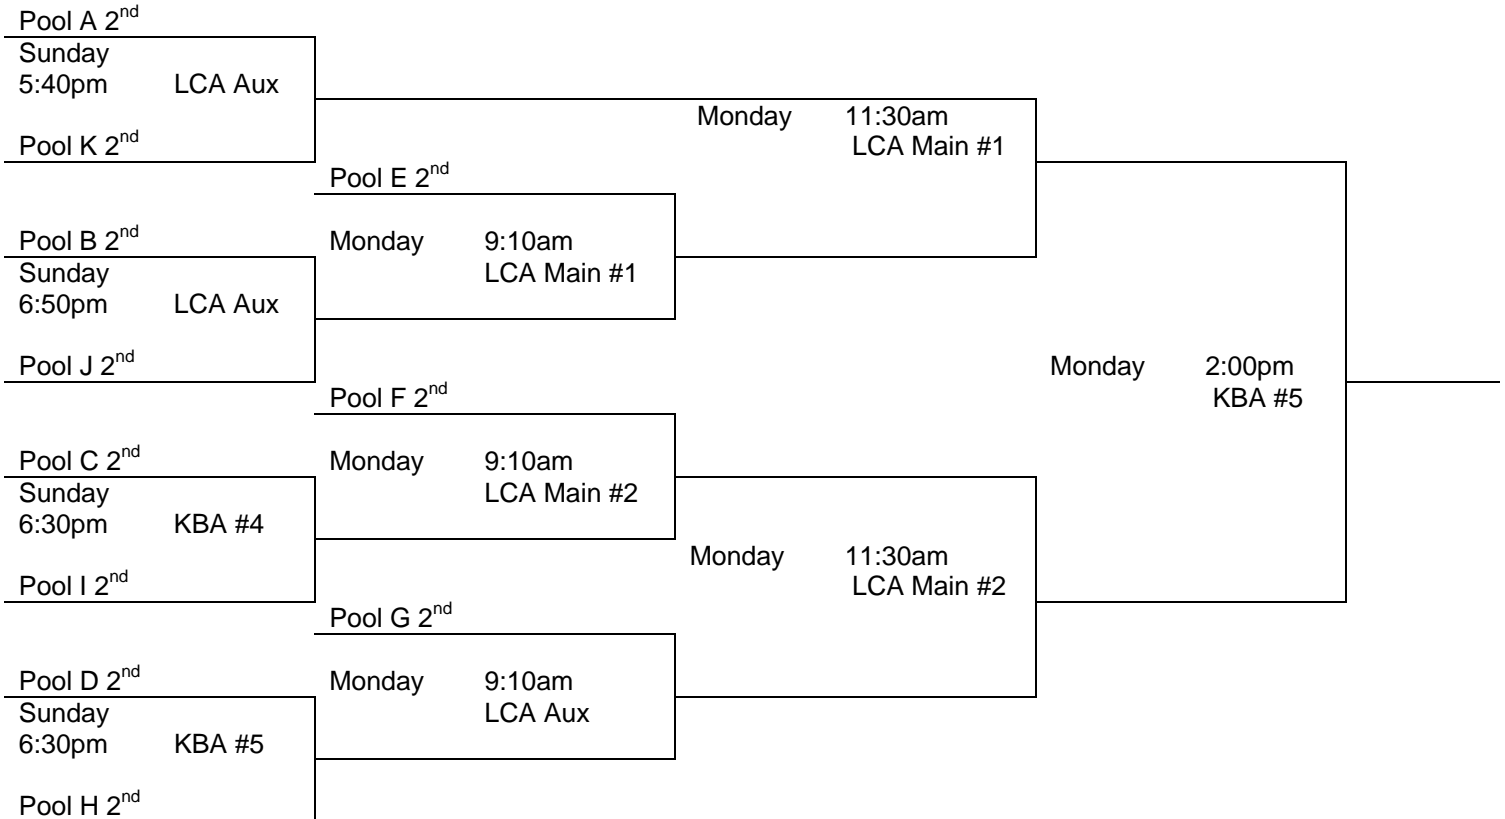 Pool A 2nd
Sunday
5:40pm LCA Aux
Pool K 2nd
Pool B 2nd
Sunday
6:50pm LCA Aux
Pool J 2nd
Pool C 2nd
Sunday
6:30pm KBA #4
Pool I 2nd
Pool D 2nd
Sunday
6:30pm KBA #5
Pool H 2nd
Pool E 2nd
Monday 9:10am
LCA Main #1
Pool F 2nd
Monday 9:10am
LCA Main #2
Pool G 2nd
Monday 9:10am
LCA Aux
Monday 11:30am
LCA Main #1
Monday 11:30am
LCA Main #2
Monday 2:00pm
KBA #5